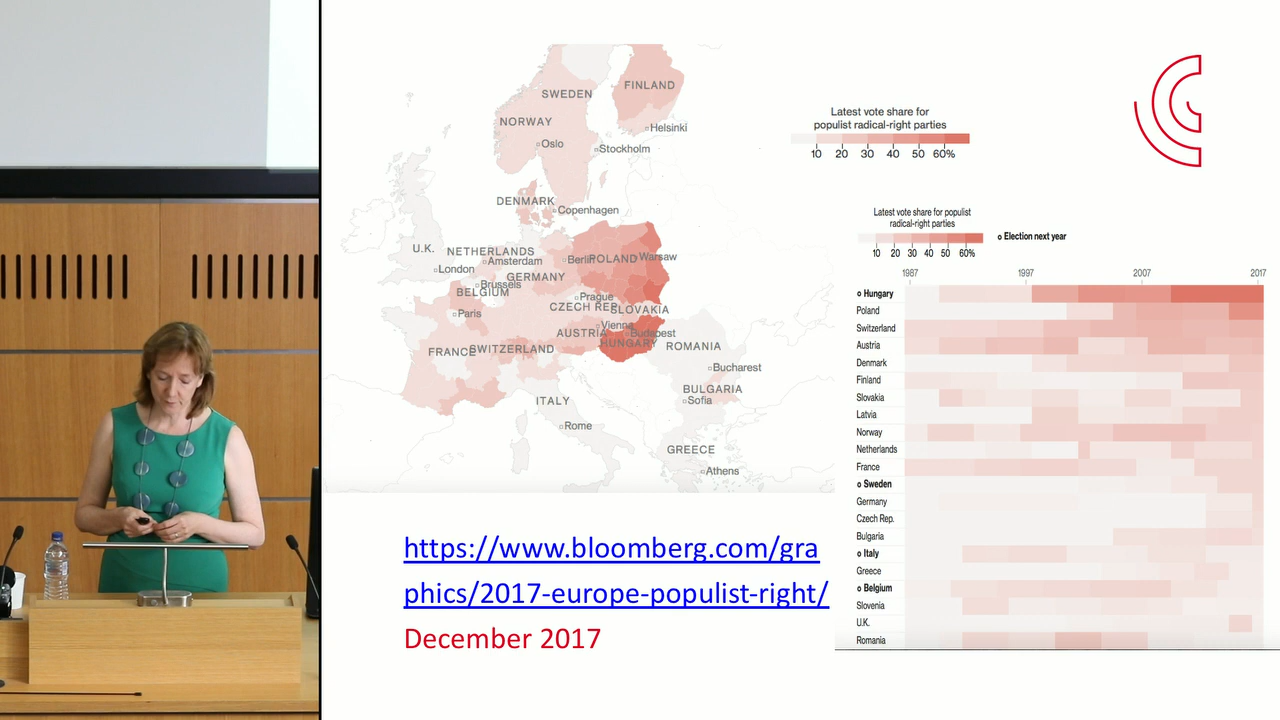 SWEDEN
FINLAND
NORWAY
Helsinki
Oslo
Stockholm
DENMARK
Copenhagen
U.K.
NETHERLANDS
Amsterdam
Berlin
POLAND
Warsaw
London
GERMANY
Brussels
BELGIUM
Prague
CZECH REP.
SLOVAKIA
Paris
Vienna
AUSTRIA
Budapest
HUNGARY
FRANCE
SWITZERLAND
ROMANIA
Bucharest
BULGARIA
Sofia
ITALY
Rome
GREECE
Athens
Latest vote share for
populist radical-right parties
10 20 30 40 50 60%
Latest vote share for populist
radical-right parties
Election next year
10 20 30 40 50 60%
1987 1997 2007 2017
Hungary
Poland
Switzerland
Austria
Denmark
Finland
Slovakia
Latvia
Norway
Netherlands
France
Sweden
Germany
Czech Rep.
Bulgaria
Italy
Greece
Belgium
Slovenia
U.K.
Romania
https://www.bloomberg.com/gra
phics/2017-europe-populist-right/
December 2017